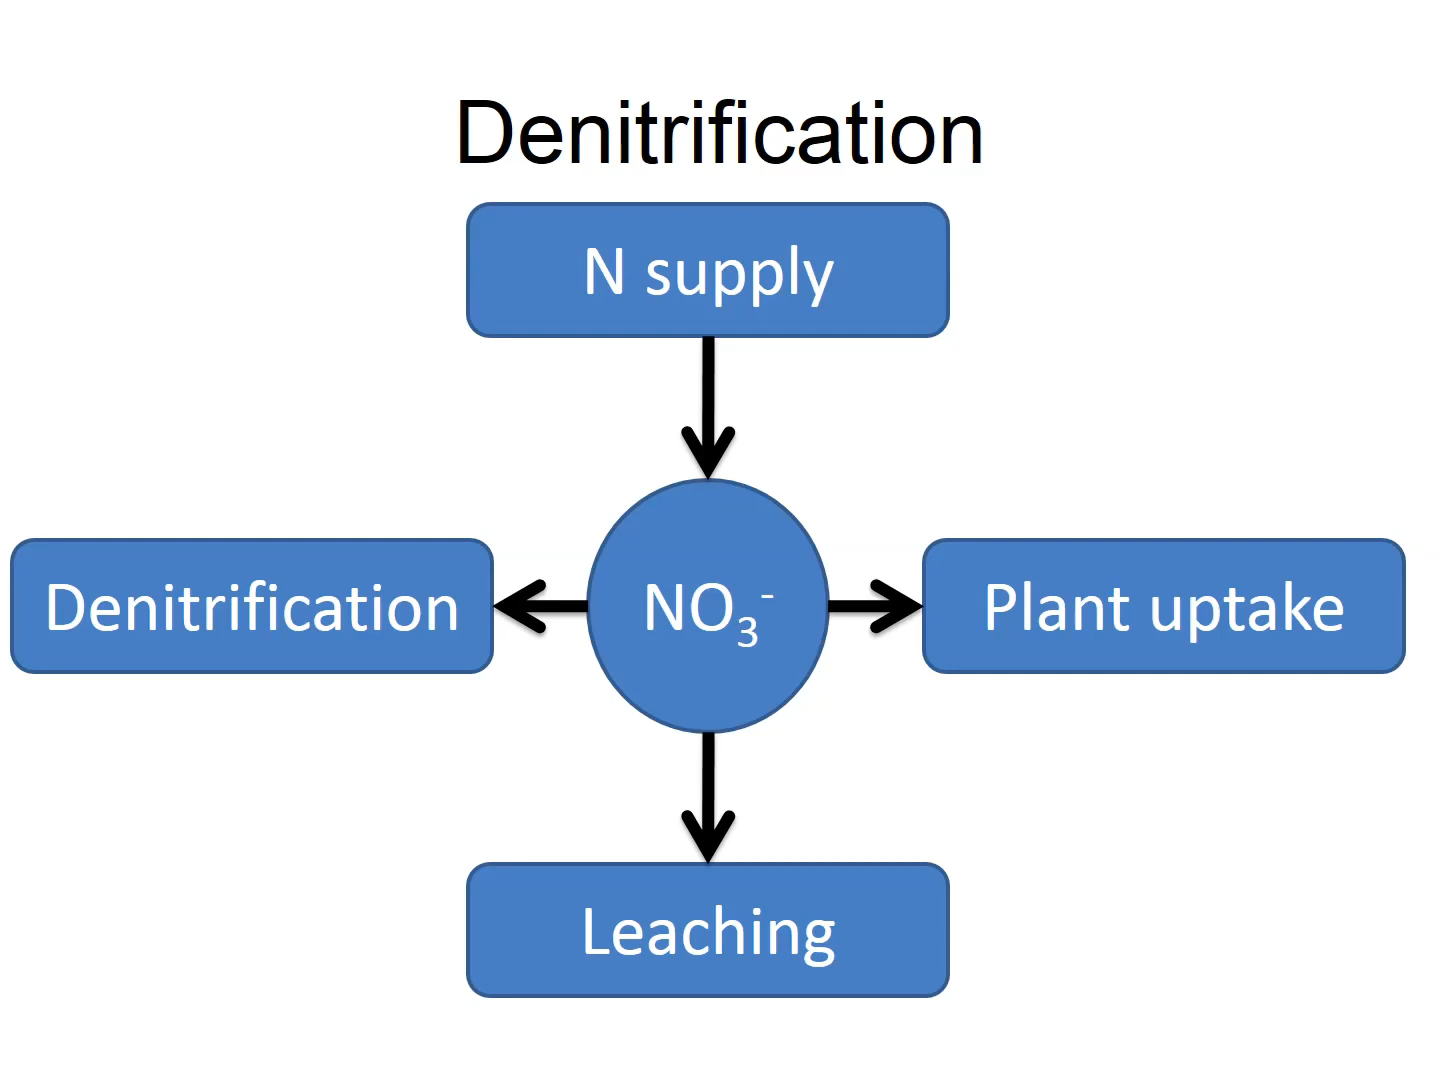 Denitrification
N supply
Denitrification
NO₃⁻
Plant uptake
Leaching